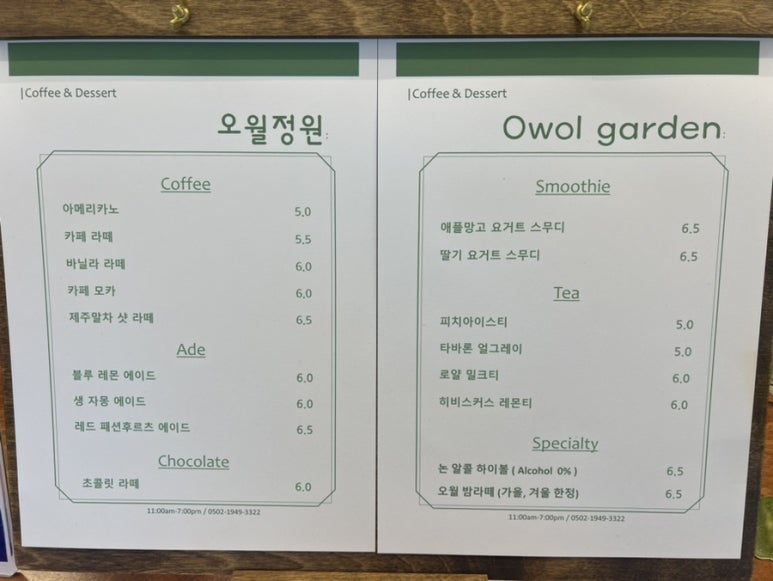 |Coffee & Dessert
오월정원:
Coffee
아메리카노 5.0
카페 라떼 5.5
바닐라 라떼 6.0
카페 모카 6.0
제주말차 샷 라떼 6.5
Ade
블루 레몬 에이드 6.0
생 자몽 에이드 6.0
레드 패션후르츠 에이드 6.5
Chocolate
초콜릿 라떼 6.0
11:00am-7:00pm / 0502-1949-3322
|Coffee & Dessert
Owol garden:
Smoothie
애플망고 요거트 스무디 6.5
딸기 요거트 스무디 6.5
Tea
피치아이스티 5.0
타바론 얼그레이 5.0
로얄 밀크티 6.0
히비스커스 레몬티 6.0
Specialty
논 알콜 하이볼 ( Alcohol 0% ) 6.5
오월 밤라떼 (가을, 겨울 한정) 6.5
11:00am-7:00pm / 0502-1949-3322